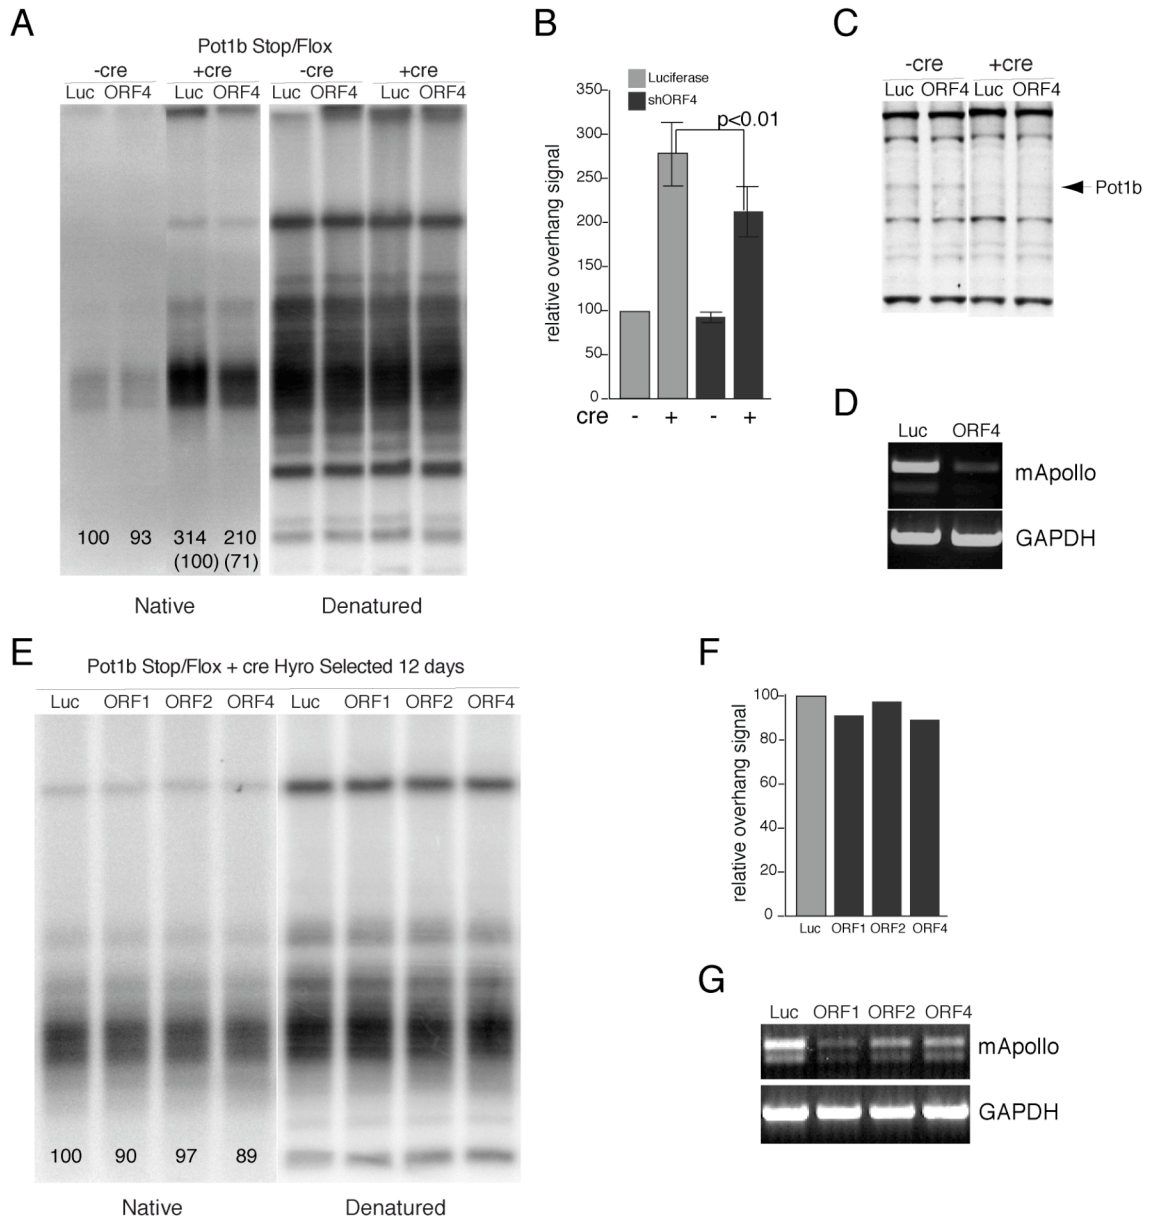 A
Pot1b Stop/Flox
-cre +cre -cre +cre
Luc ORF4 Luc ORF4 Luc ORF4 Luc ORF4
100 93 314 210
(100) (71)
Native Denatured
B
Luciferase
shORF4
p<0.01
relative overhang signal
350
300
250
200
150
100
50
0
cre - + - +
C
-cre +cre
Luc ORF4 Luc ORF4
Pot1b
D
Luc ORF4
mApollo
GAPDH
E
Pot1b Stop/Flox + cre Hyro Selected 12 days
Luc ORF1 ORF2 ORF4 Luc ORF1 ORF2 ORF4
100 90 97 89
Native Denatured
F
relative overhang signal
100
80
60
40
20
0
Luc ORF1 ORF2 ORF4
G
Luc ORF1 ORF2 ORF4
mApollo
GAPDH